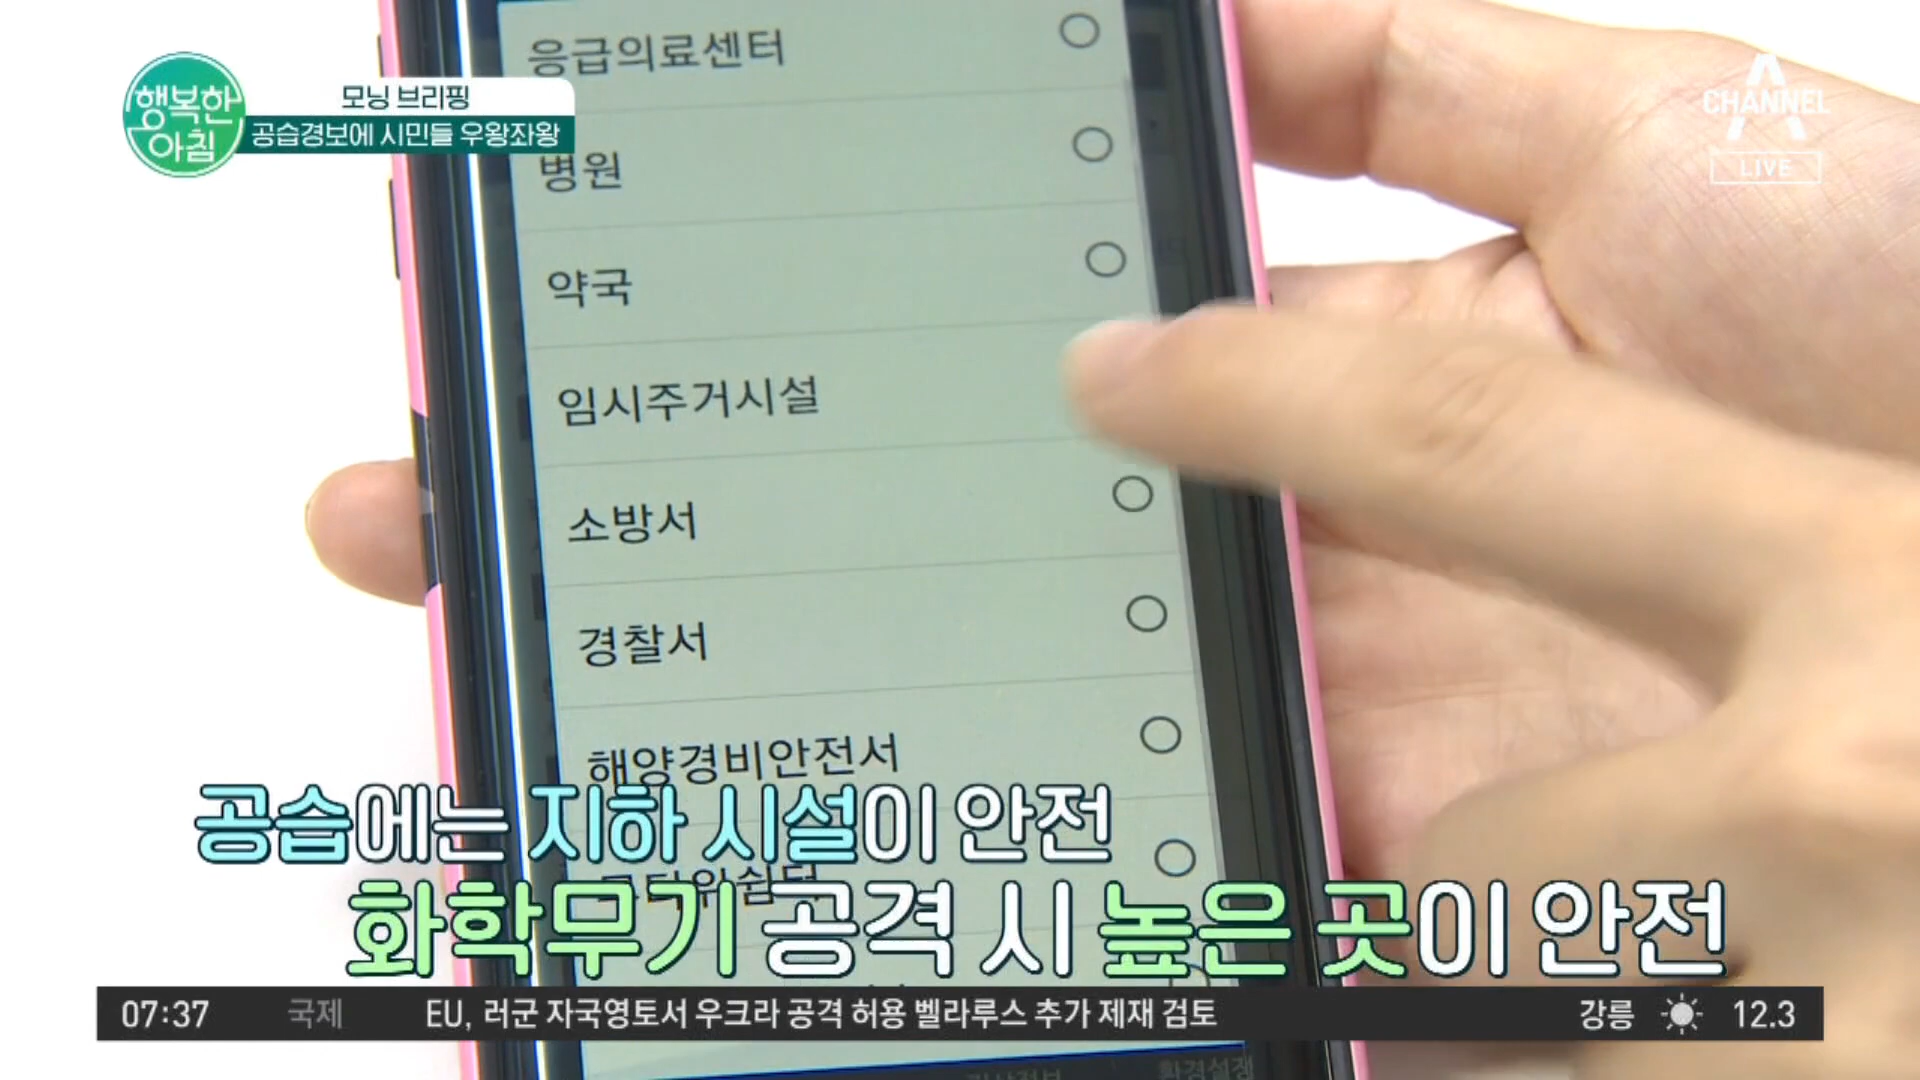 응급의료센터
행복한
아침
모닝 브리핑
공습경보에 시민들 우왕좌왕
CHANNEL A
LIVE
병원
약국
임시주거시설
소방서
경찰서
해양경비안전서
공습에는 지하 시설이 안전
화학무기 공격 시 높은 곳이 안전
07:37 국제 EU, 러군 자국영토서 우크라 공격 허용 벨라루스 추가 제재 검토 강릉 12.3
환경설정